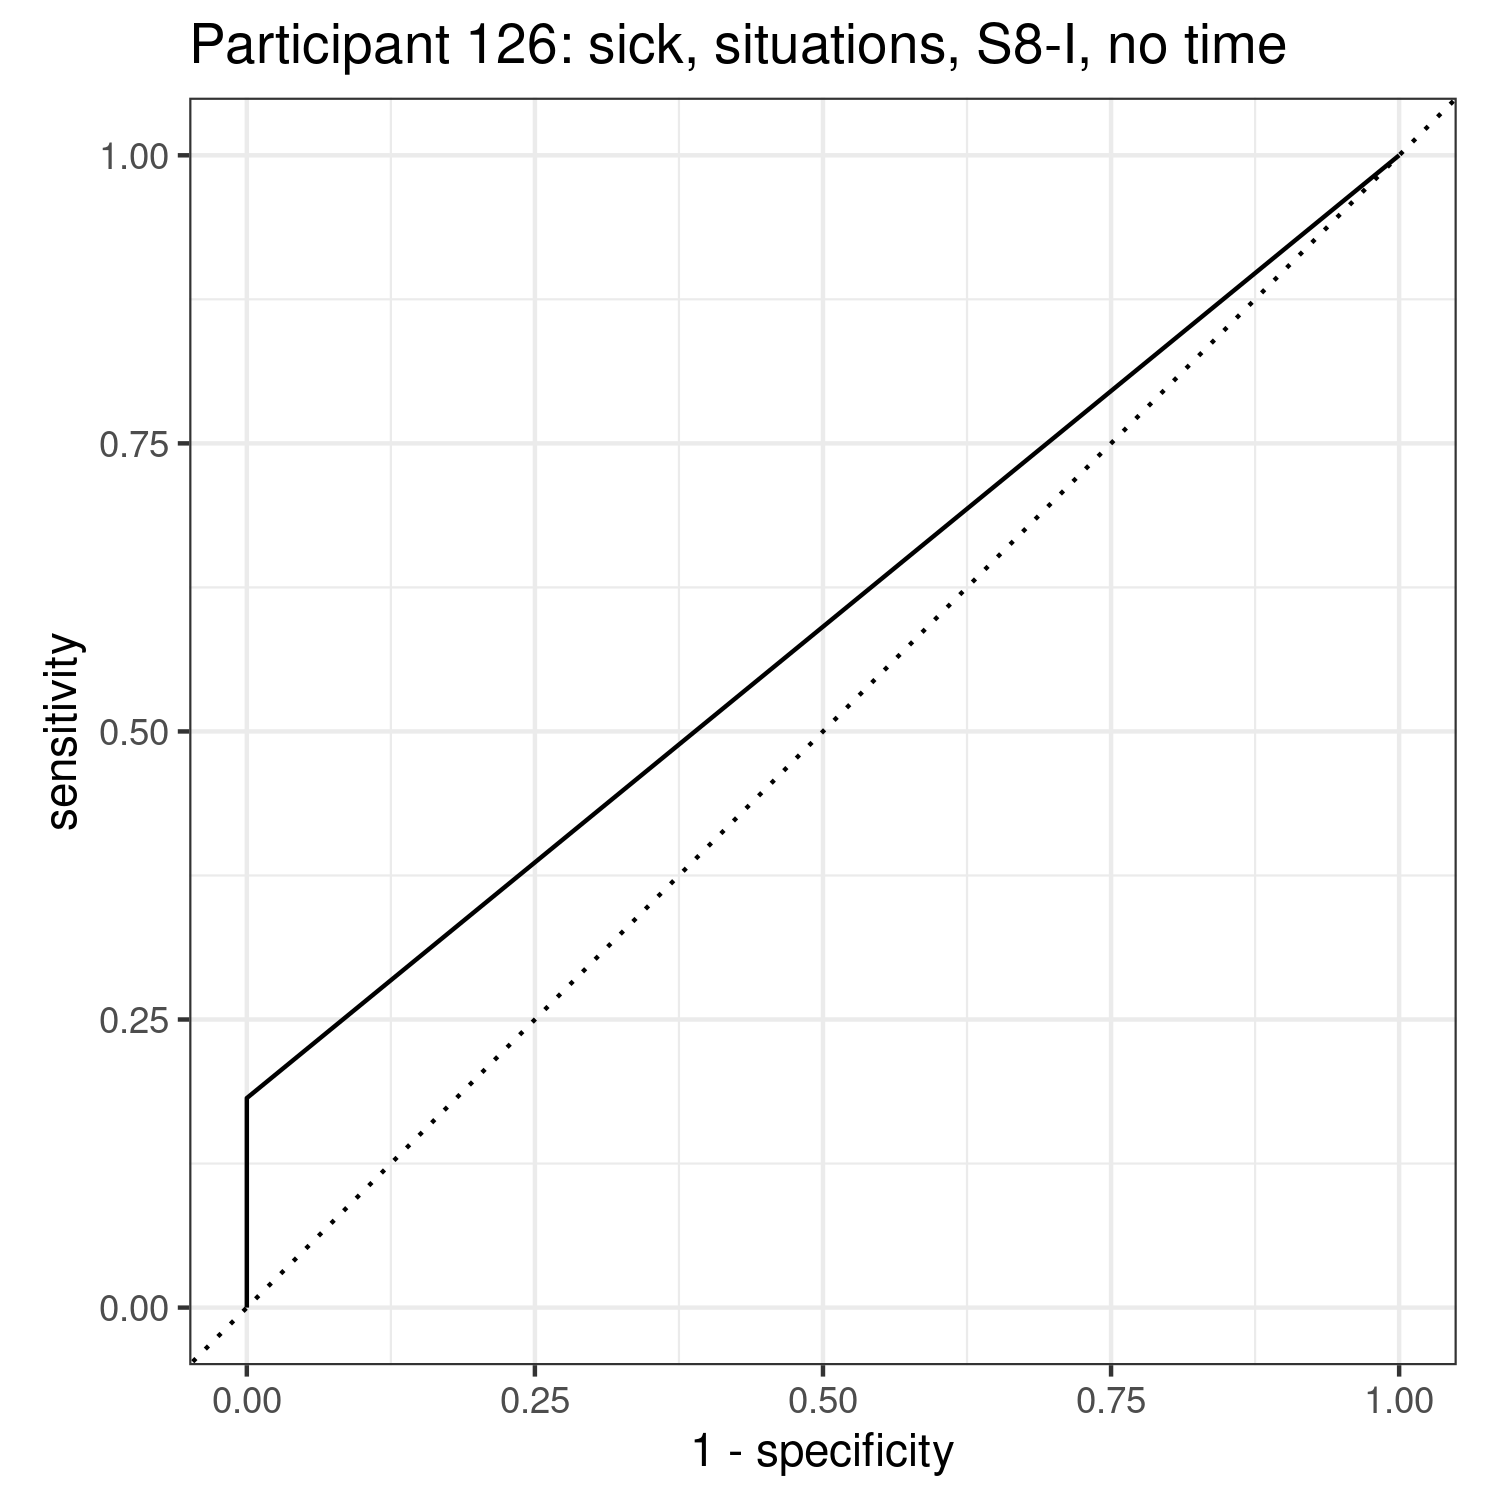 Participant 126: sick, situations, S8-I, no time
1.00
0.75
0.50
0.25
0.00
sensitivity
0.00 0.25 0.50 0.75 1.00
1 - specificity